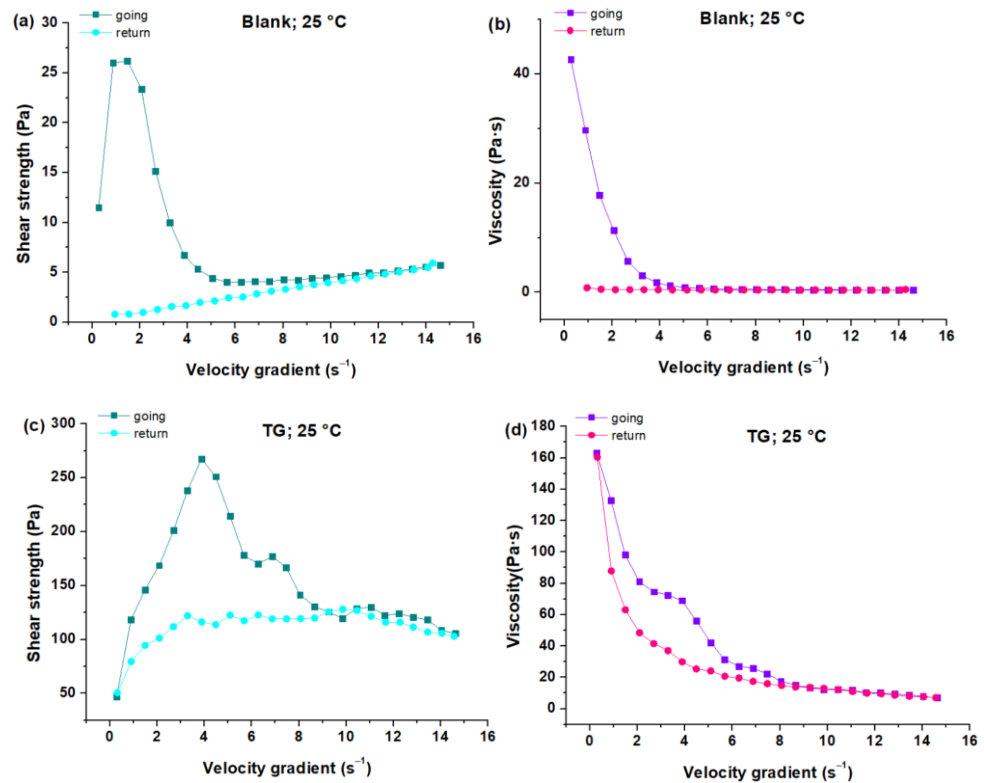 (a)
going
return
Blank; 25 °C
Shear strength (Pa)
30
25
20
15
10
5
0
0 2 4 6 8 10 12 14 16
Velocity gradient (s⁻¹)
(b)
going
return
Blank; 25 °C
Viscosity (Pa·s)
40
20
0
0 2 4 6 8 10 12 14 16
Velocity gradient (s⁻¹)
(c)
going
return
TG; 25 °C
Shear strength (Pa)
300
250
200
150
100
50
0 2 4 6 8 10 12 14 16
Velocity gradient (s⁻¹)
(d)
going
return
TG; 25 °C
Viscosity(Pa·s)
180
160
140
120
100
80
60
40
20
0
0 2 4 6 8 10 12 14 16
Velocity gradient (s⁻¹)